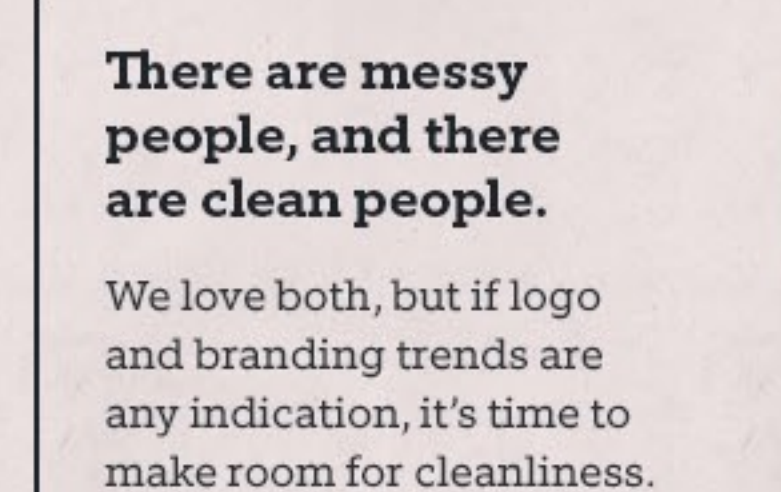 There are messy
people, and there
are clean people.
We love both, but if logo
and branding trends are
any indication, it's time to
make room for cleanliness.